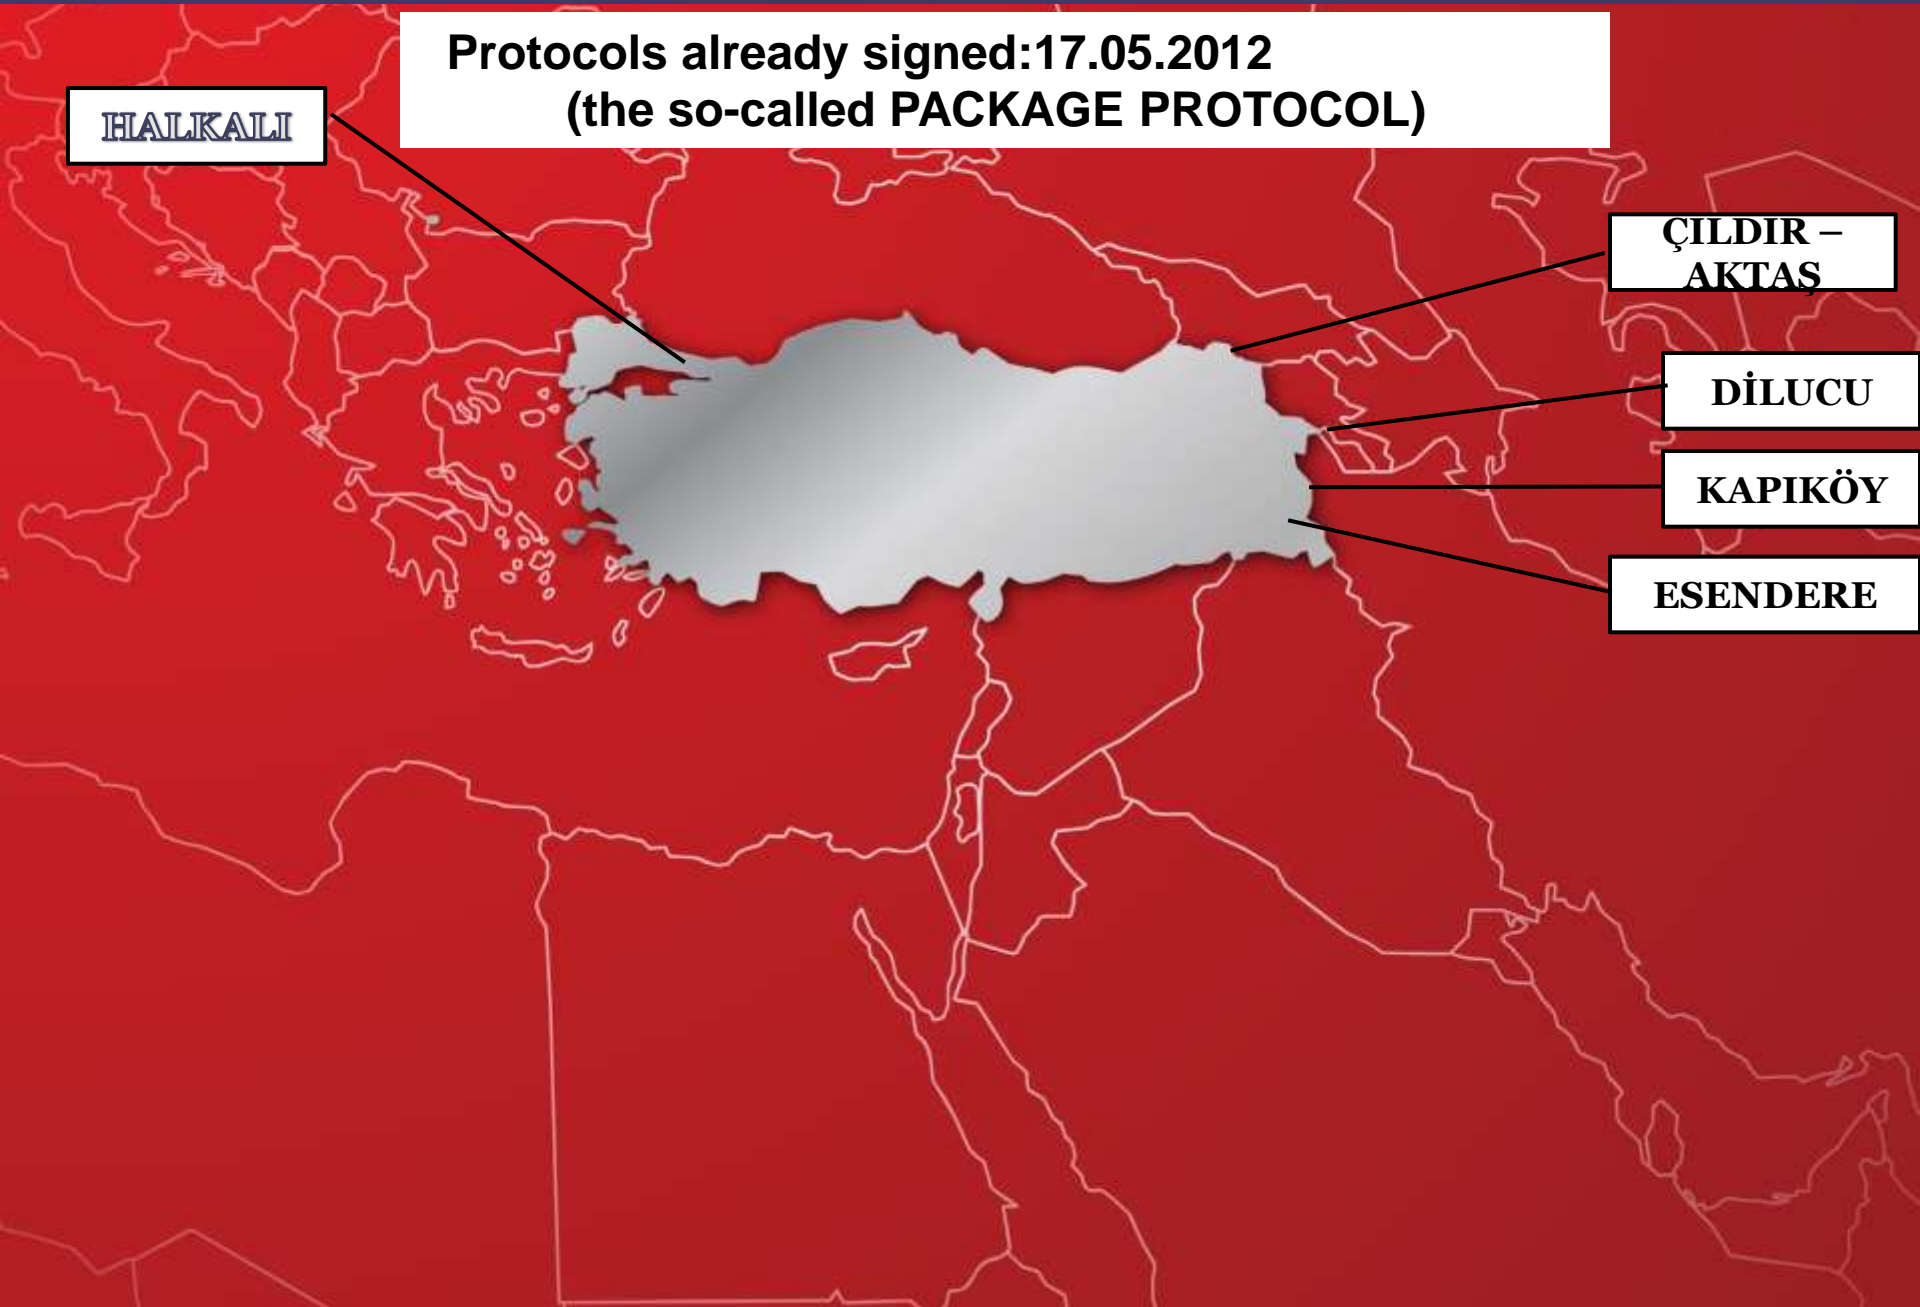 Protocols already signed:17.05.2012
(the so-called PACKAGE PROTOCOL)
HALKALI
ÇILDIR –
AKTAŞ
DİLUCU
KAPIKÖY
ESENDERE